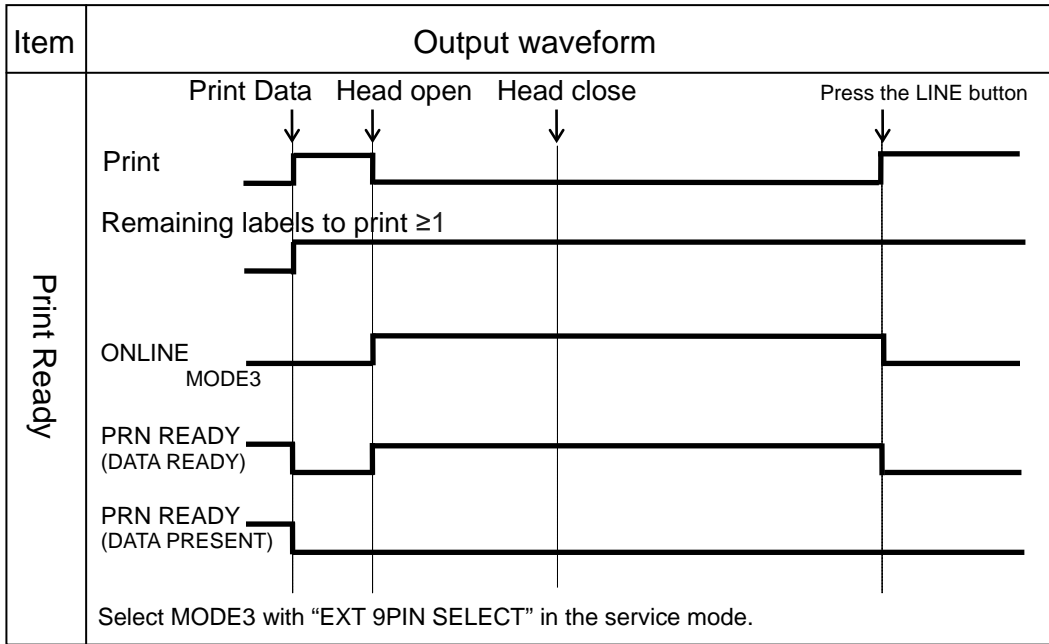 Item
Output waveform
Print Data Head open Head close Press the LINE button
Print
Remaining labels to print ≥1
Print Ready
ONLINE
MODE3
PRN READY
(DATA READY)
PRN READY
(DATA PRESENT)
Select MODE3 with “EXT 9PIN SELECT” in the service mode.